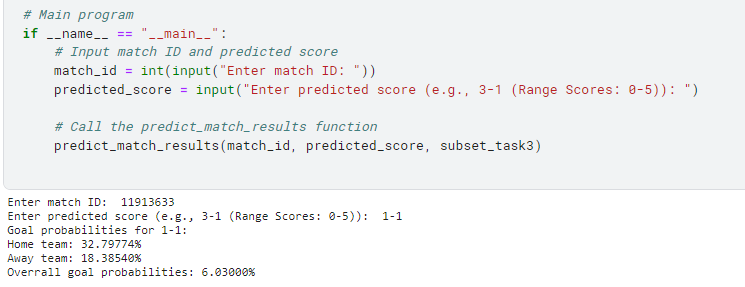 # Main program
if __name__ == "__main__":
    # Input match ID and predicted score
    match_id = int(input("Enter match ID: "))
    predicted_score = input("Enter predicted score (e.g., 3-1 (Range Scores: 0-5)): ")
    # Call the predict_match_results function
    predict_match_results(match_id, predicted_score, subset_task3)
Enter match ID:  11913633
Enter predicted score (e.g., 3-1 (Range Scores: 0-5)):  1-1
Goal probabilities for 1-1:
Home team: 32.79774%
Away team: 18.38540%
Overrall goal probabilities: 6.03000%